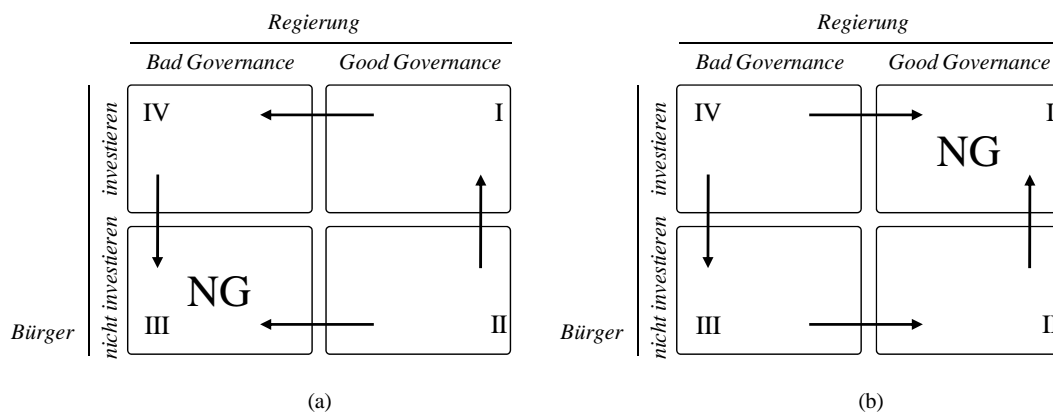 Regierung
Bad Governance Good Governance
investieren
nicht investieren
Bürger
IV
I
NG
III
II
(a)
Regierung
Bad Governance Good Governance
investieren
nicht investieren
Bürger
IV
I
NG
III
(b)